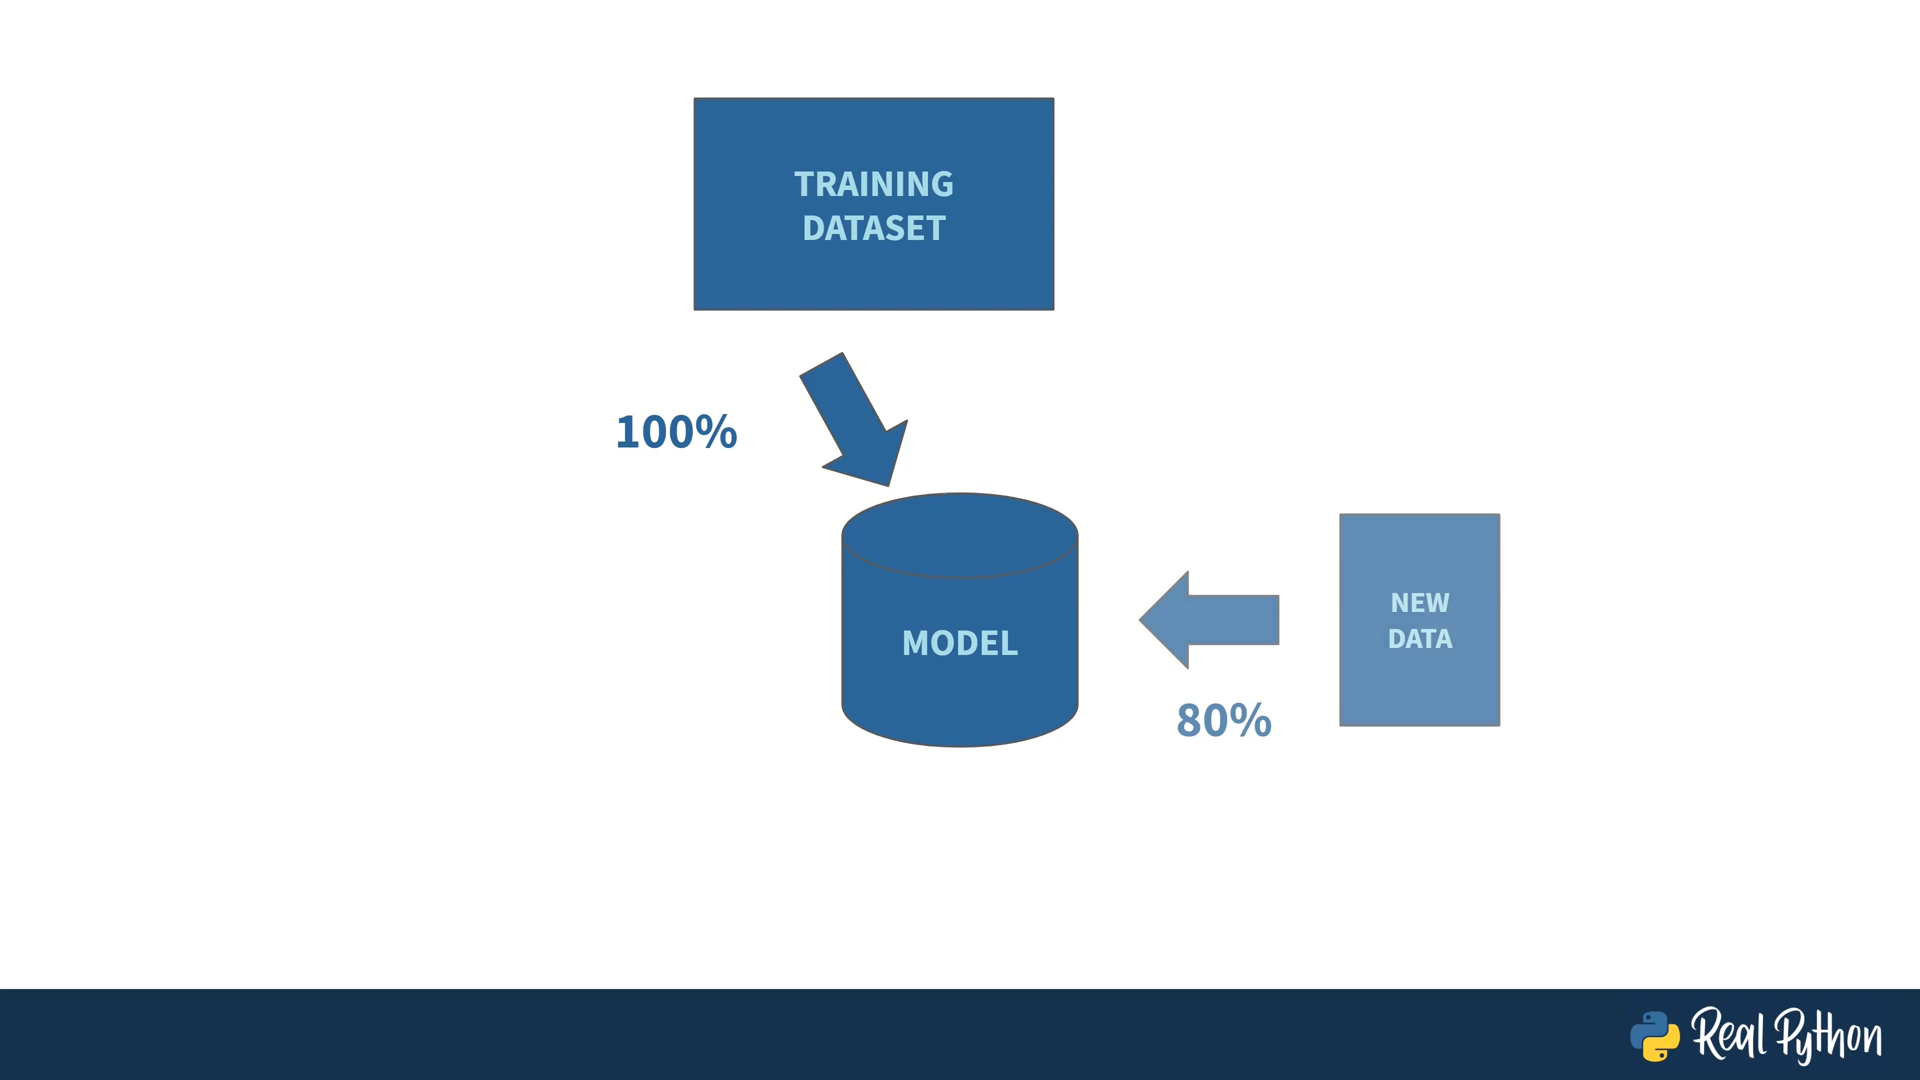 TRAINING
DATASET
100%
MODEL
NEW
DATA
80%
Real Python